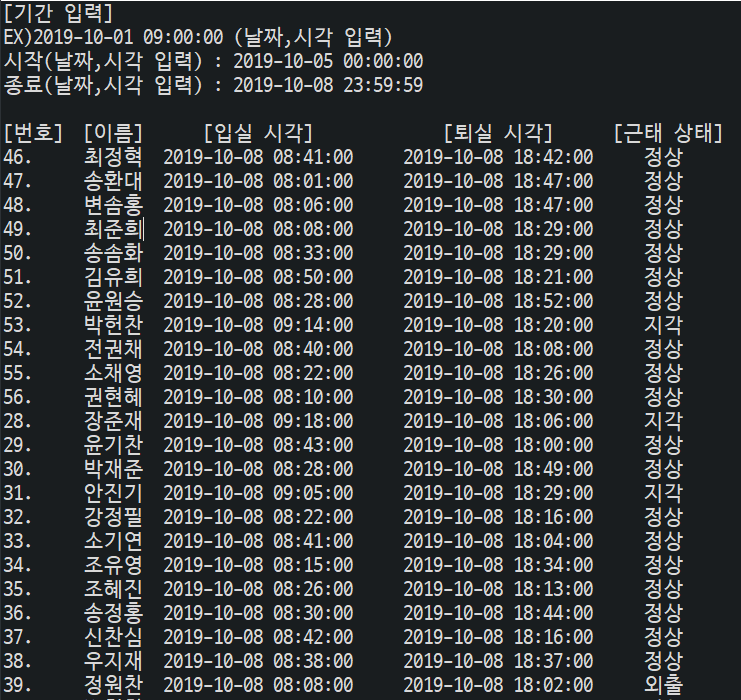 [기간 입력]
EX)2019-10-01 09:00:00 (날짜,시각 입력)
시작(날짜,시각 입력) : 2019-10-05 00:00:00
종료(날짜,시각 입력) : 2019-10-08 23:59:59
[번호] [이름] [입실 시각] [퇴실 시각] [근태 상태]
46. 최정혁 2019-10-08 08:41:00 2019-10-08 18:42:00 정상
47. 송환대 2019-10-08 08:01:00 2019-10-08 18:47:00 정상
48. 변솜홍 2019-10-08 08:06:00 2019-10-08 18:47:00 정상
49. 최준희 2019-10-08 08:08:00 2019-10-08 18:29:00 정상
50. 송솜화 2019-10-08 08:33:00 2019-10-08 18:29:00 정상
51. 김유희 2019-10-08 08:50:00 2019-10-08 18:21:00 정상
52. 윤원승 2019-10-08 08:28:00 2019-10-08 18:52:00 정상
53. 박헌찬 2019-10-08 09:14:00 2019-10-08 18:20:00 지각
54. 전권채 2019-10-08 08:40:00 2019-10-08 18:08:00 정상
55. 소채영 2019-10-08 08:22:00 2019-10-08 18:26:00 정상
56. 권현혜 2019-10-08 08:10:00 2019-10-08 18:30:00 정상
28. 장준재 2019-10-08 09:18:00 2019-10-08 18:06:00 지각
29. 윤기찬 2019-10-08 08:43:00 2019-10-08 18:00:00 정상
30. 박재준 2019-10-08 08:28:00 2019-10-08 18:49:00 정상
31. 안진기 2019-10-08 09:05:00 2019-10-08 18:29:00 지각
32. 강정필 2019-10-08 08:22:00 2019-10-08 18:16:00 정상
33. 소기연 2019-10-08 08:41:00 2019-10-08 18:04:00 정상
34. 조유영 2019-10-08 08:15:00 2019-10-08 18:34:00 정상
35. 조혜진 2019-10-08 08:26:00 2019-10-08 18:13:00 정상
36. 송정홍 2019-10-08 08:30:00 2019-10-08 18:44:00 정상
37. 신찬심 2019-10-08 08:42:00 2019-10-08 18:16:00 정상
38. 우지재 2019-10-08 08:38:00 2019-10-08 18:37:00 정상
39. 정원찬 2019-10-08 08:08:00 2019-10-08 18:02:00 외출